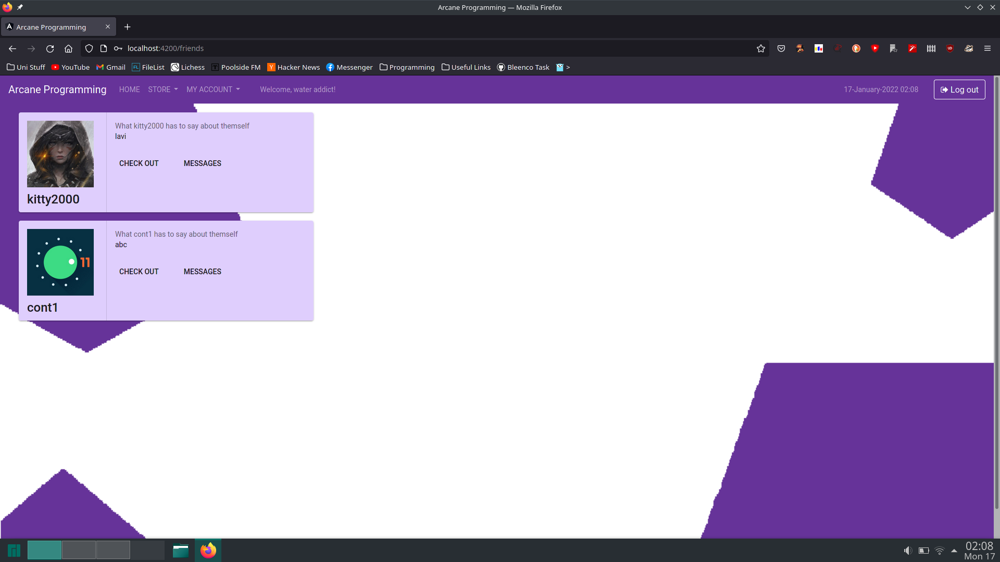 Arcane Programming — Mozilla Firefox
Arcane Programming
localhost:4200/friends
Uni Stuff YouTube Gmail FL FileList Lichess Poolside FM Y Hacker News Messenger Programming Useful Links Bleenco Task >
Arcane Programming HOME STORE MY ACCOUNT Welcome, water addict! 17-January-2022 02:08 Log out
What kitty2000 has to say about themself
lavi
CHECK OUT MESSAGES
kitty2000
What cont1 has to say about themself
abc
11
CHECK OUT MESSAGES
cont1
02:08
Mon 17